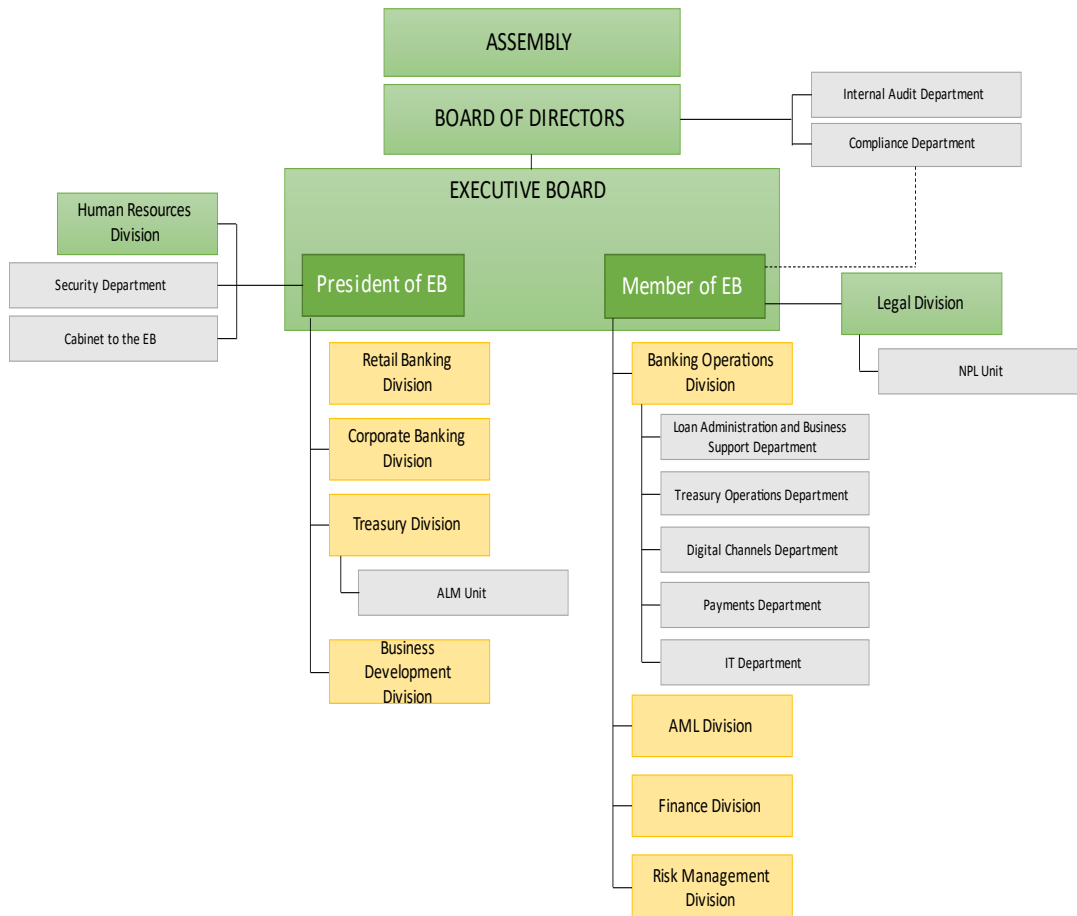 ASSEMBLY
BOARD OF DIRECTORS
Internal Audit Department
Compliance Department
EXECUTIVE BOARD
Human Resources
Division
Security Department
Cabinet to the EB
President of EB
Member of EB
Legal Division
NPL Unit
Retail Banking
Division
Corporate Banking
Division
Treasury Division
ALM Unit
Business
Development
Division
Banking Operations
Division
Loan Administration and Business
Support Department
Treasury Operations Department
Digital Channels Department
Payments Department
IT Department
AML Division
Finance Division
Risk Management
Division